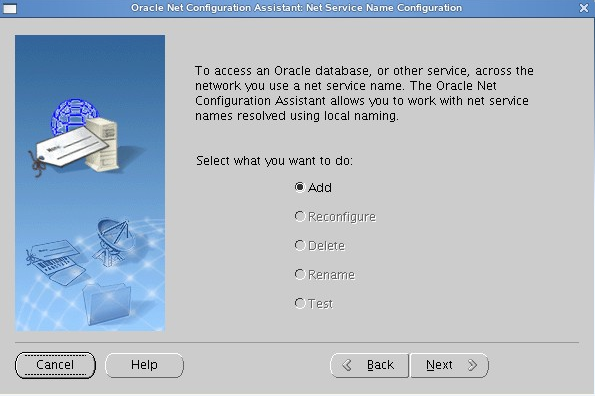 Oracle Net Configuration Assistant: Net Service Name Configuration
To access an Oracle database, or other service, across the
network you use a net service name. The Oracle Net
Configuration Assistant allows you to work with net service
names resolved using local naming.
Select what you want to do:
Add
Reconfigure
Delete
Rename
Test
Cancel
Help
Back
Next